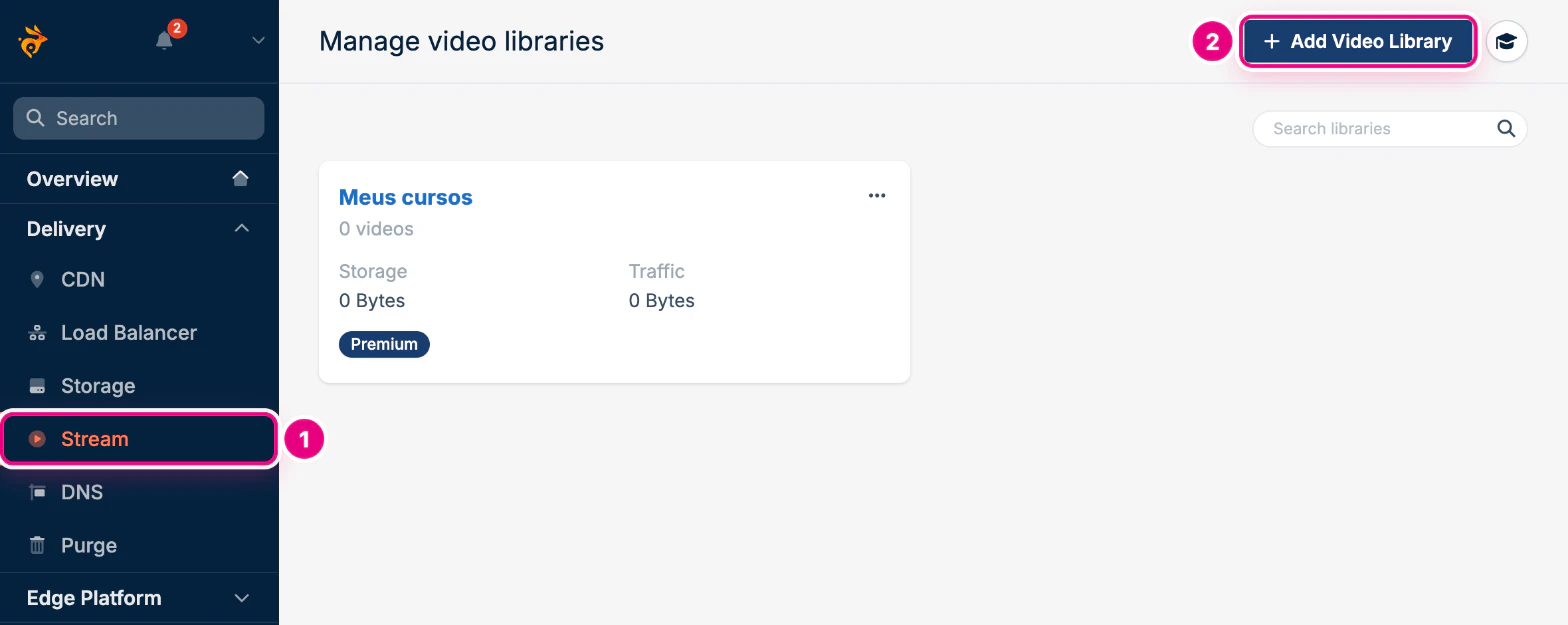 2
Manage video libraries
2
+ Add Video Library
Search
Search libraries
Overview
Delivery
CDN
Load Balancer
Storage
Stream
1
DNS
Purge
Edge Platform
Meus cursos
0 videos
Storage
Traffic
0 Bytes
0 Bytes
Premium